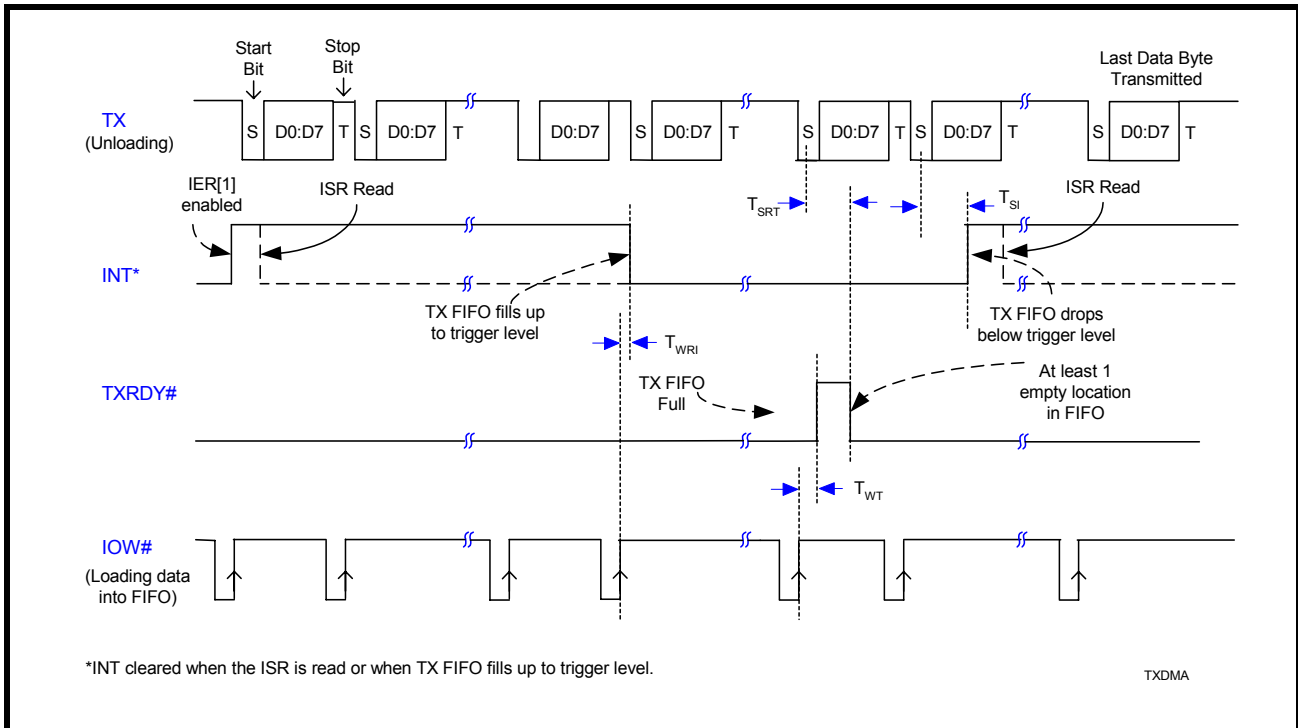 Start
Bit
Stop
Bit
Last Data Byte
Transmitted
TX
(Unloading)
S D0:D7 T S D0:D7 T D0:D7 S D0:D7 T S D0:D7 T S D0:D7 T S D0:D7 T
IER[1]
enabled
ISR Read
TSRT
TSI
ISR Read
INT*
TX FIFO fills up
to trigger level
TX FIFO drops
below trigger level
TWRI
TXRDY#
TX FIFO
Full
At least 1
empty location
in FIFO
TWT
IOW#
(Loading data
into FIFO)
*INT cleared when the ISR is read or when TX FIFO fills up to trigger level.
TXDMA